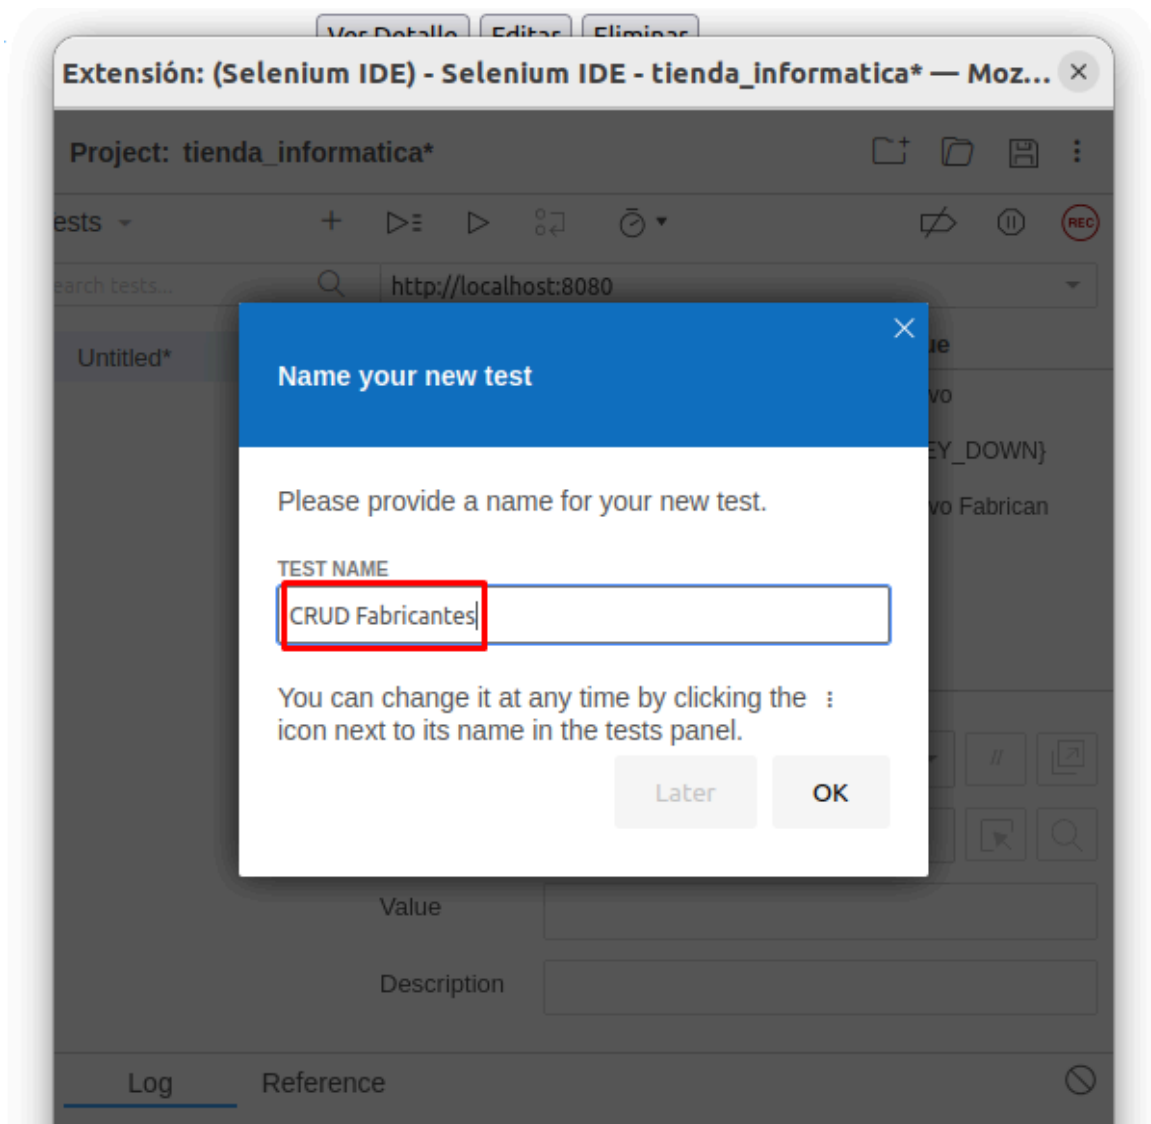 Ver Detalle Editar Eliminar
Extensión: (Selenium IDE) - Selenium IDE - tienda_informatica* — Moz...
Project: tienda_informatica*
ests
REC
earch tests...
http://localhost:8080
Untitled*
ue
vo
EY_DOWN}
vo Fabrican
Name your new test
Please provide a name for your new test.
TEST NAME
CRUD Fabricantes
You can change it at any time by clicking the
icon next to its name in the tests panel.
Later OK
//
Value
Description
Log Reference